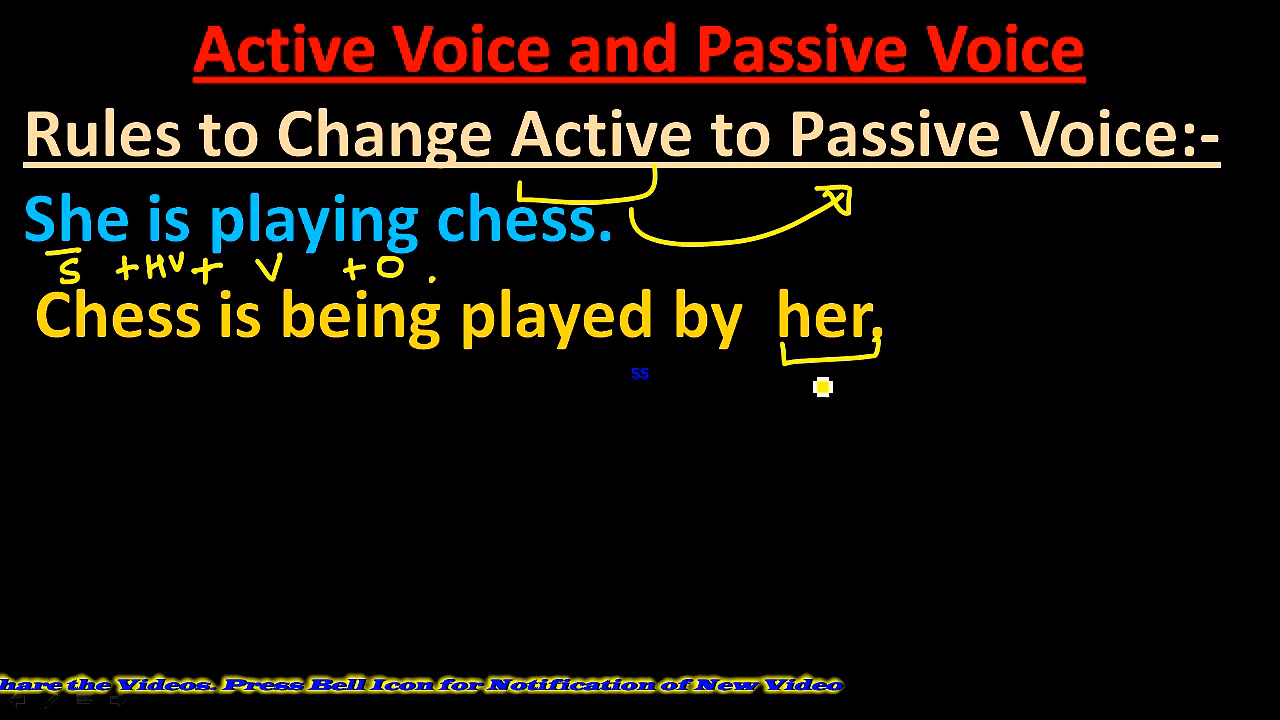 Active Voice and Passive Voice
Rules to Change Active to Passive Voice:-
She is playing chess.
S + HV + V + O .
Chess is being played by her,
55
hare the Videos. Press Bell Icon for Notification of New Video